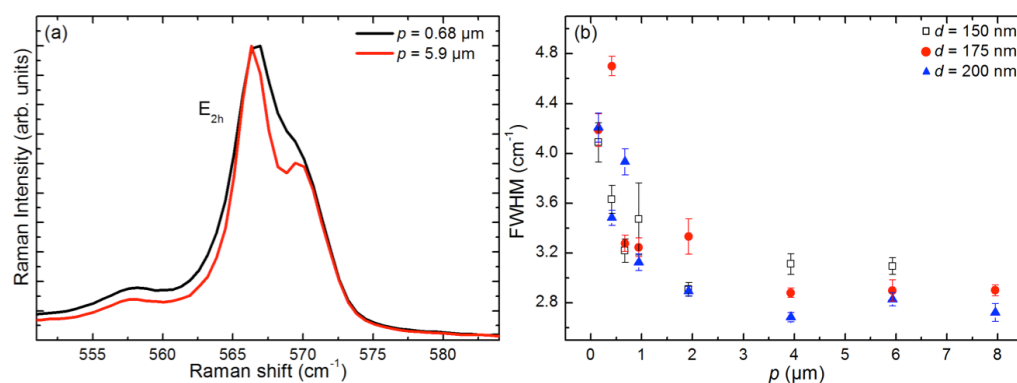 (a)
p = 0.68 µm
p = 5.9 µm
E2h
Raman Intensity (arb. units)
555 560 565 570 575 580
Raman shift (cm-1)
(b)
d = 150 nm
d = 175 nm
d = 200 nm
FWHM (cm-1)
4.8
4.4
4.0
3.6
3.2
2.8
0 1 2 3 4 5 6 7 8
p (µm)